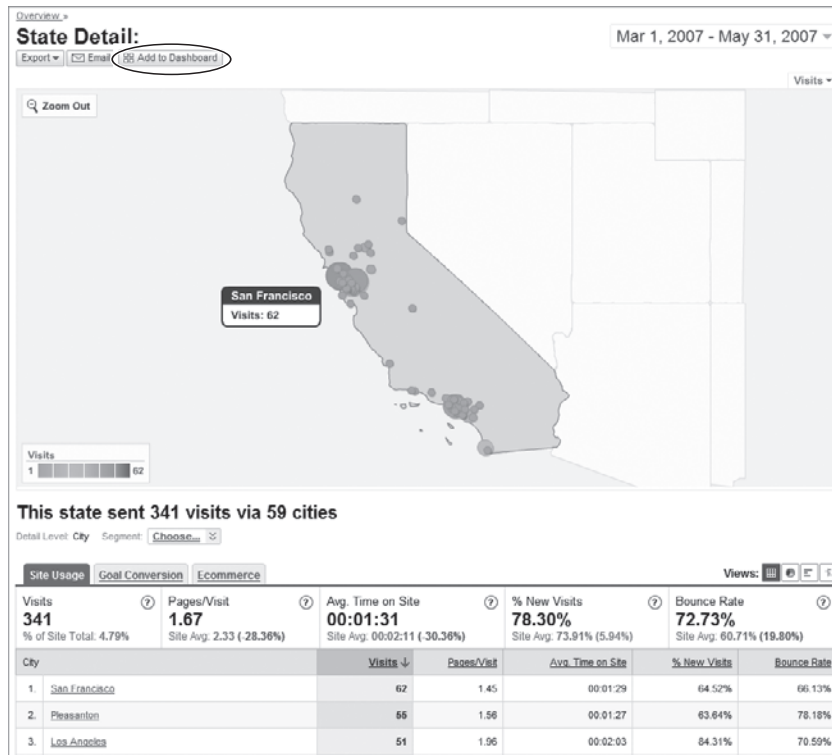 Overview »
State Detail:
Mar 1, 2007 - May 31, 2007
Export Email Add to Dashboard
Visits
Zoom Out
San Francisco
Visits: 62
Visits
1 62
This state sent 341 visits via 59 cities
Detail Level: City Segment: Choose...
Site Usage Goal Conversion Ecommerce Views:
Visits Pages/Visit Avg. Time on Site % New Visits Bounce Rate
341 1.67 00:01:31 78.30% 72.73%
% of Site Total: 4.79% Site Avg: 2.33 (-28.36%) Site Avg: 00:02:11 (-30.36%) Site Avg: 73.91% (5.94%) Site Avg: 60.71% (19.80%)
City Visits ↓ Pages/Visit Avg. Time on Site % New Visits Bounce Rate
1. San Francisco 62 1.45 00:01:29 64.52% 66.13%
2. Pleasanton 55 1.56 00:01:27 63.64% 78.18%
3. Los Angeles 51 1.96 00:02:03 84.31% 70.59%